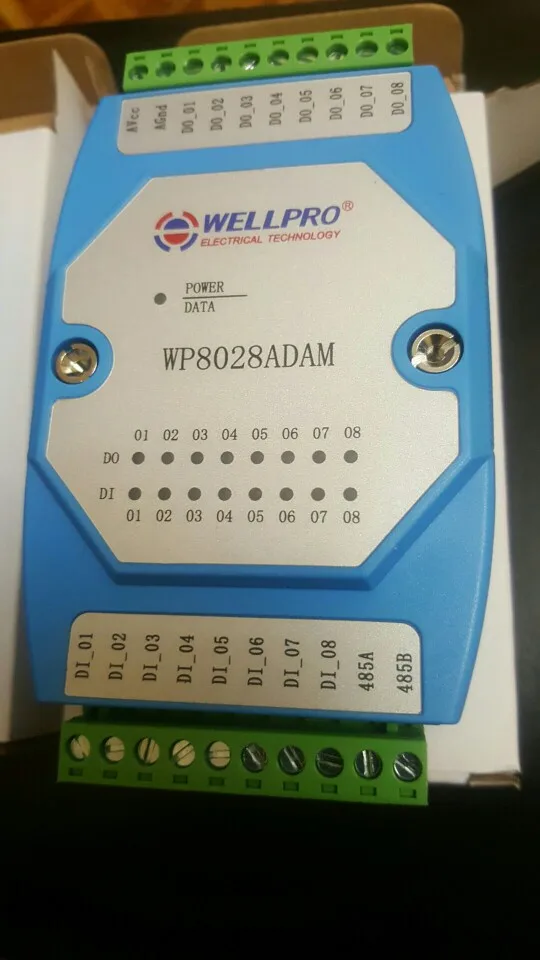 AVcc AGnd DO_01 DO_02 DO_03 DO_04 DO_05 DO_06 DO_07 DO_08
WELLPRO®
ELECTRICAL TECHNOLOGY
POWER
DATA
WP8028ADAM
01 02 03 04 05 06 07 08
DO
DI
01 02 03 04 05 06 07 08
DI_01 DI_02 DI_03 DI_04 DI_05 DI_06 DI_07 DI_08 485A 485B